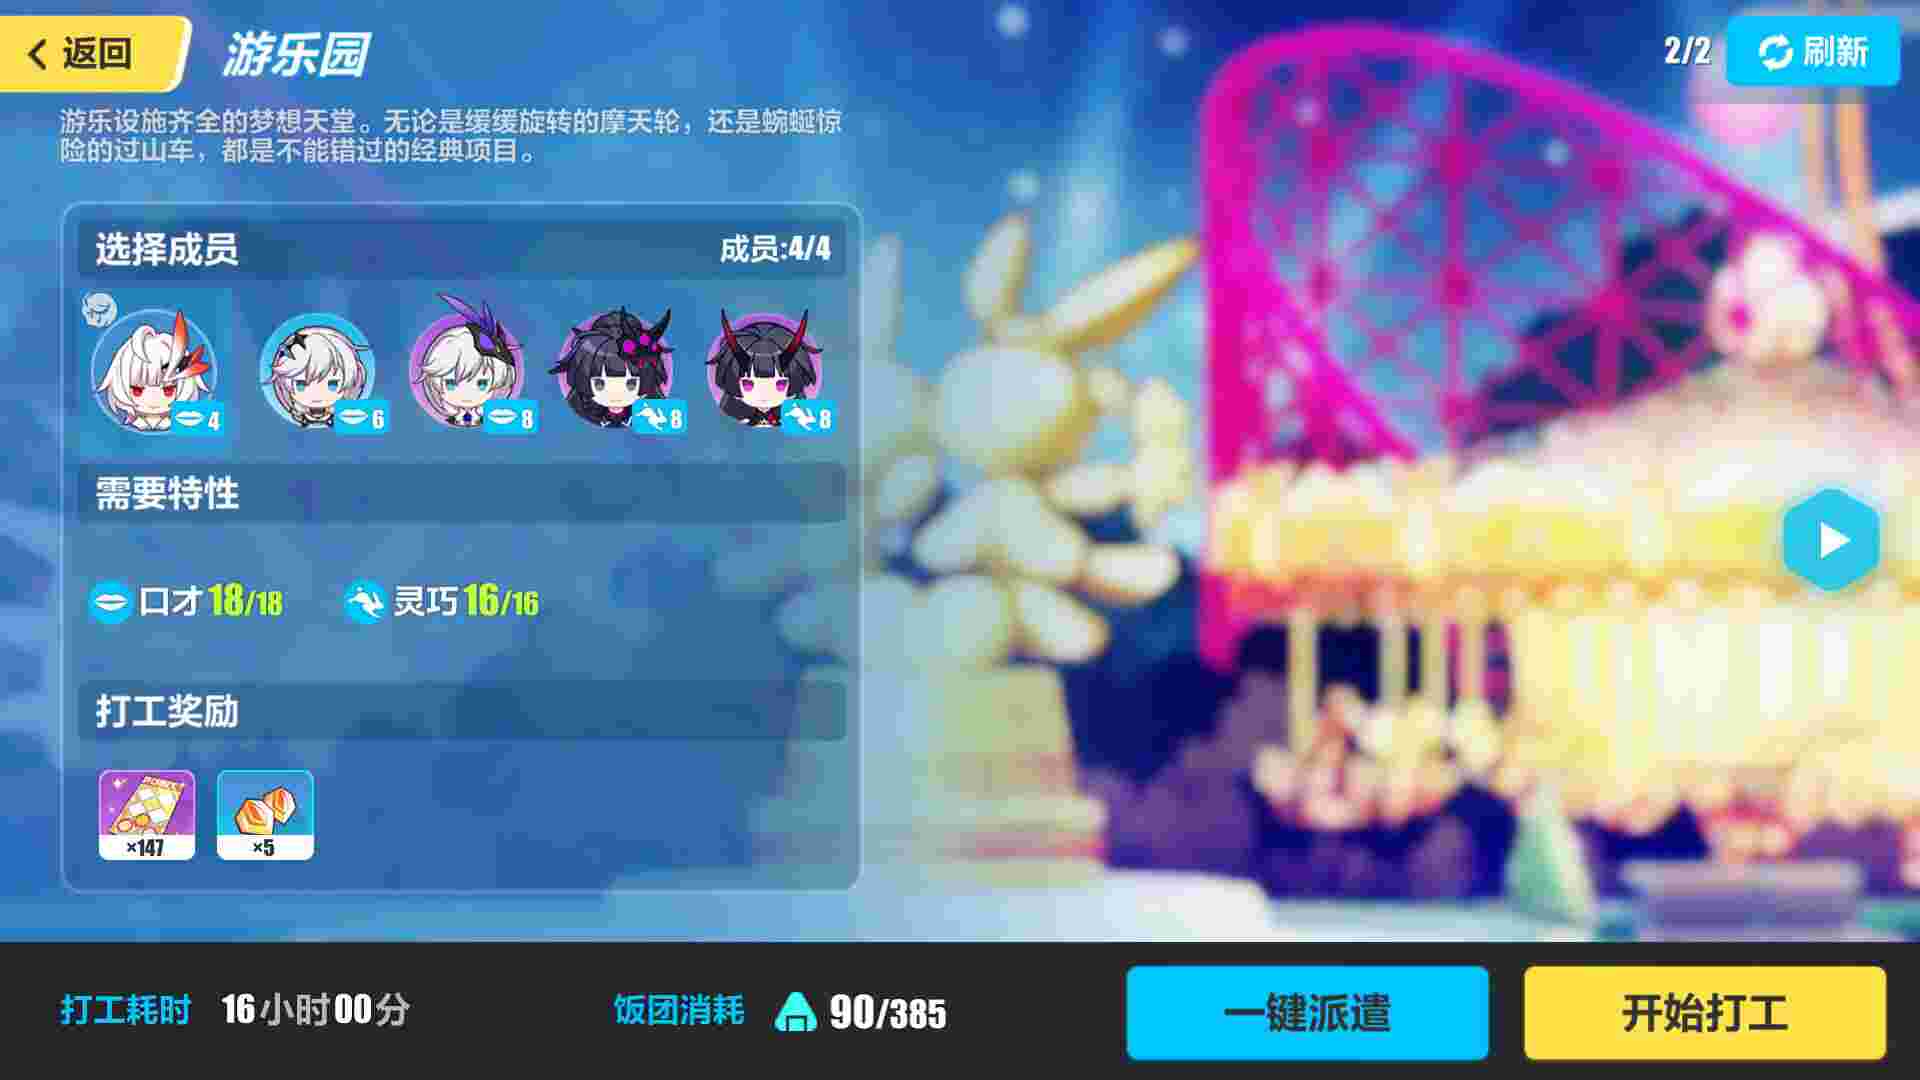 返回
游乐园
2/2
刷新
游乐设施齐全的梦想天堂。无论是缓缓旋转的摩天轮，还是蜿蜒惊
险的过山车，都是不能错过的经典项目。
选择成员
成员:4/4
4
6
8
8
8
需要特性
口才18/18
灵巧16/16
打工奖励
×147
×5
打工耗时 16小时00分
饭团消耗 90/385
一键派遣
开始打工